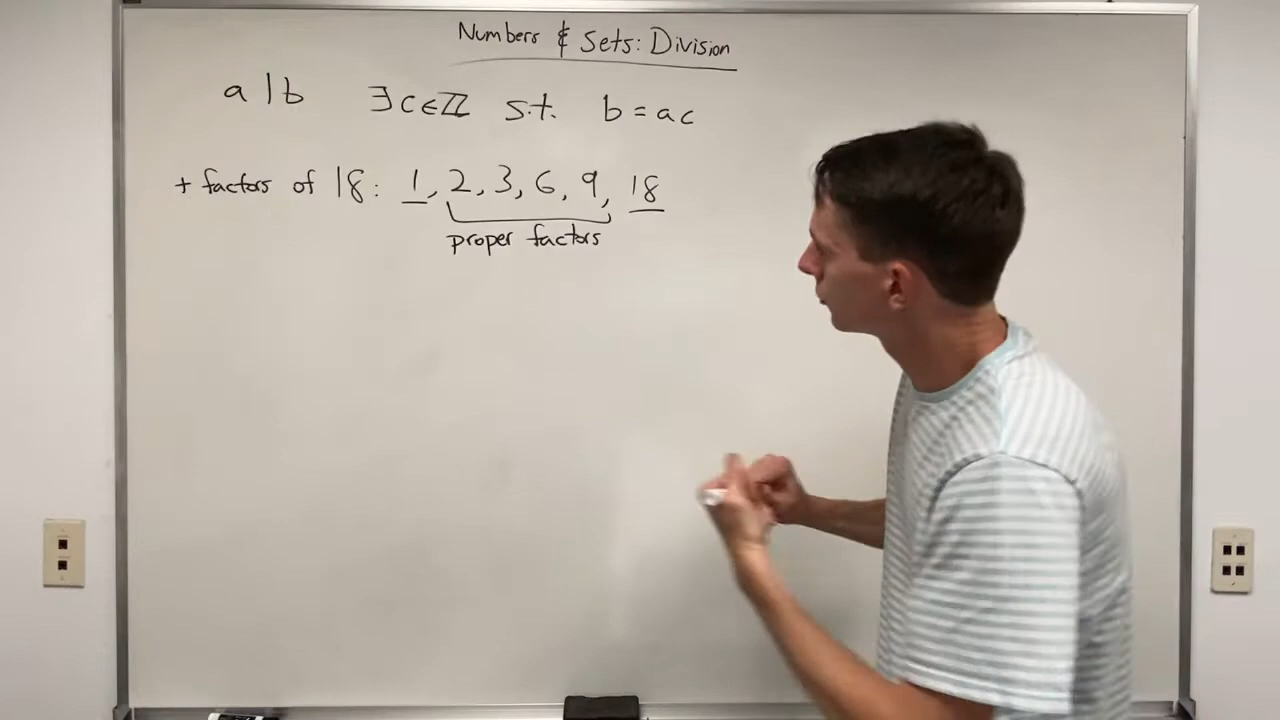 Numbers & Sets: Division
a | b ∃ c ∈ ℤ s.t. b = ac
+ factors of 18: 1, 2, 3, 6, 9, 18
proper factors